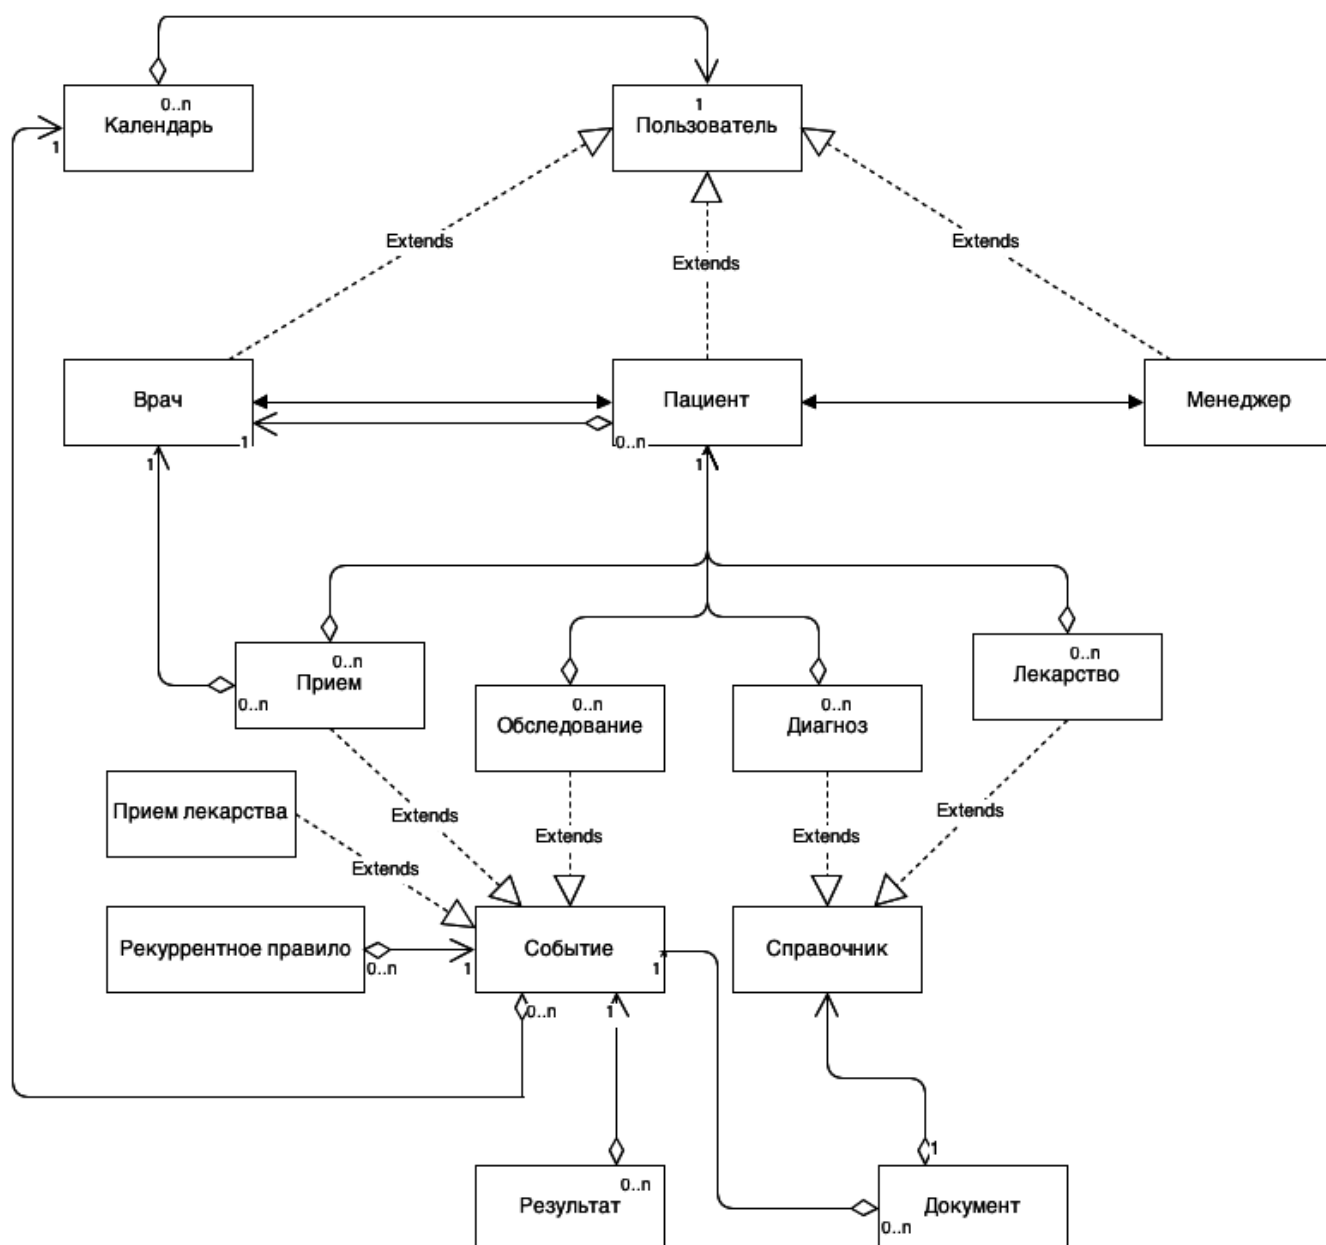 0..n
Календарь
1
1
Пользователь
Extends
Extends
Extends
Врач
1
1
Пациент
0..n
1
Менеджер
0..n
Прием
0..n
0..n
Обследование
0..n
Диагноз
0..n
Лекарство
Прием лекарства
Extends
Extends
Extends
Extends
Extends
Рекуррентное правило
0..n
1
Событие
1
0..n
1
Справочник
1
0..n
Результат
Документ
0..n